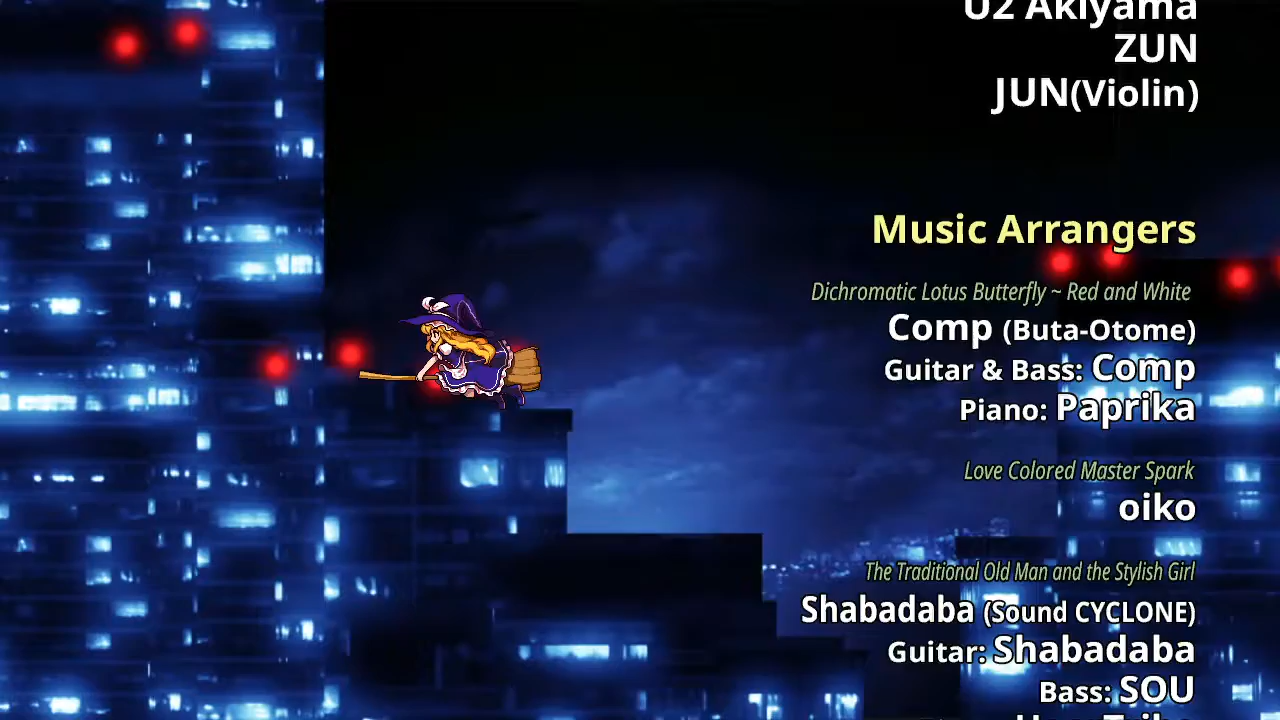 U2 Akiyama
ZUN
JUN(Violin)
Music Arrangers
Dichromatic Lotus Butterfly ~ Red and White
Comp (Buta-Otome)
Guitar & Bass: Comp
Piano: Paprika
Love Colored Master Spark
oiko
The Traditional Old Man and the Stylish Girl
Shabadaba (Sound CYCLONE)
Guitar: Shabadaba
Bass: SOU